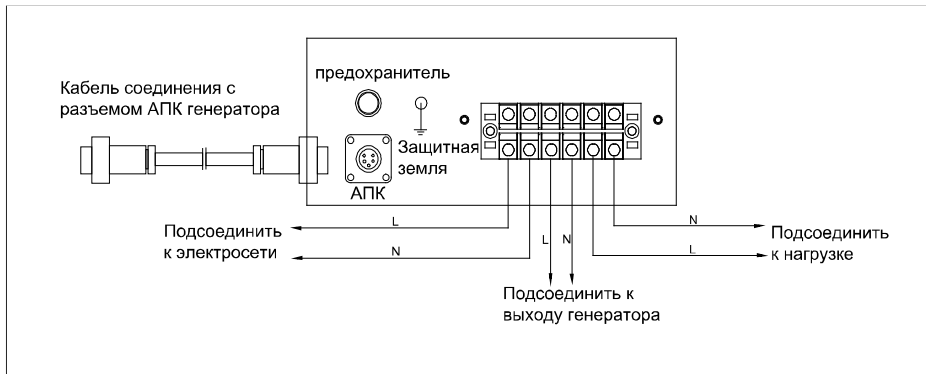 предохранитель
Кабель соединения с
разъемом АПК генератора
Защитная
земля
АПК
L
N
L
N
N
L
Подсоединить
к электросети
Подсоединить к
выходу генератора
Подсоединить
к нагрузке